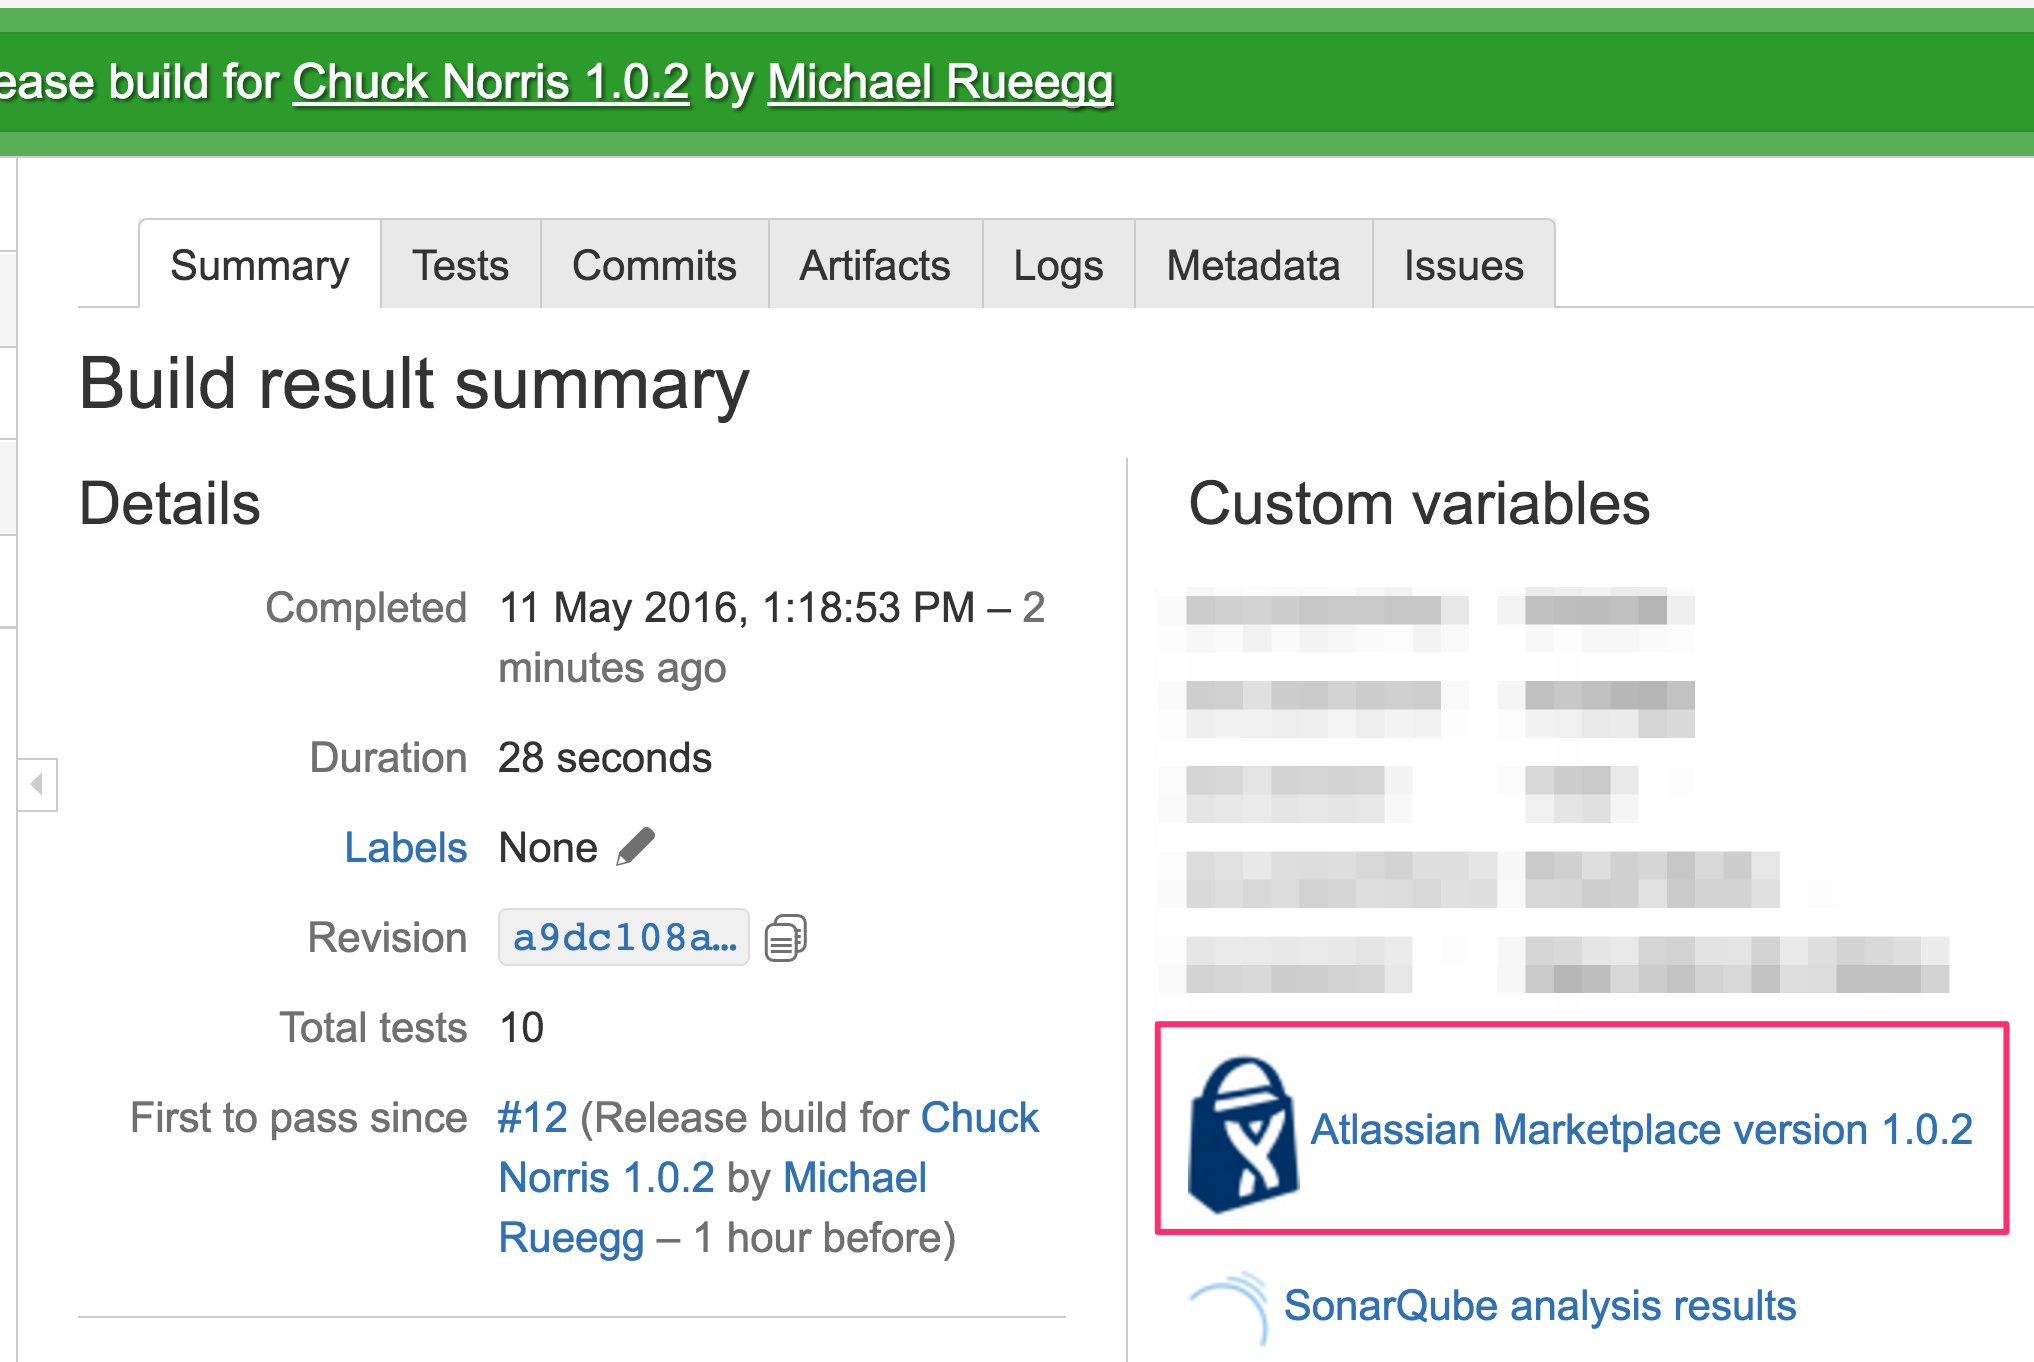 ease build for Chuck Norris 1.0.2 by Michael Rueegg
Summary Tests Commits Artifacts Logs Metadata Issues
Build result summary
Details
Completed 11 May 2016, 1:18:53 PM – 2
minutes ago
Duration 28 seconds
Labels None
Revision a9dc108a…
Total tests 10
First to pass since #12 (Release build for Chuck
Norris 1.0.2 by Michael
Rueegg – 1 hour before)
Custom variables
Atlassian Marketplace version 1.0.2
SonarQube analysis results